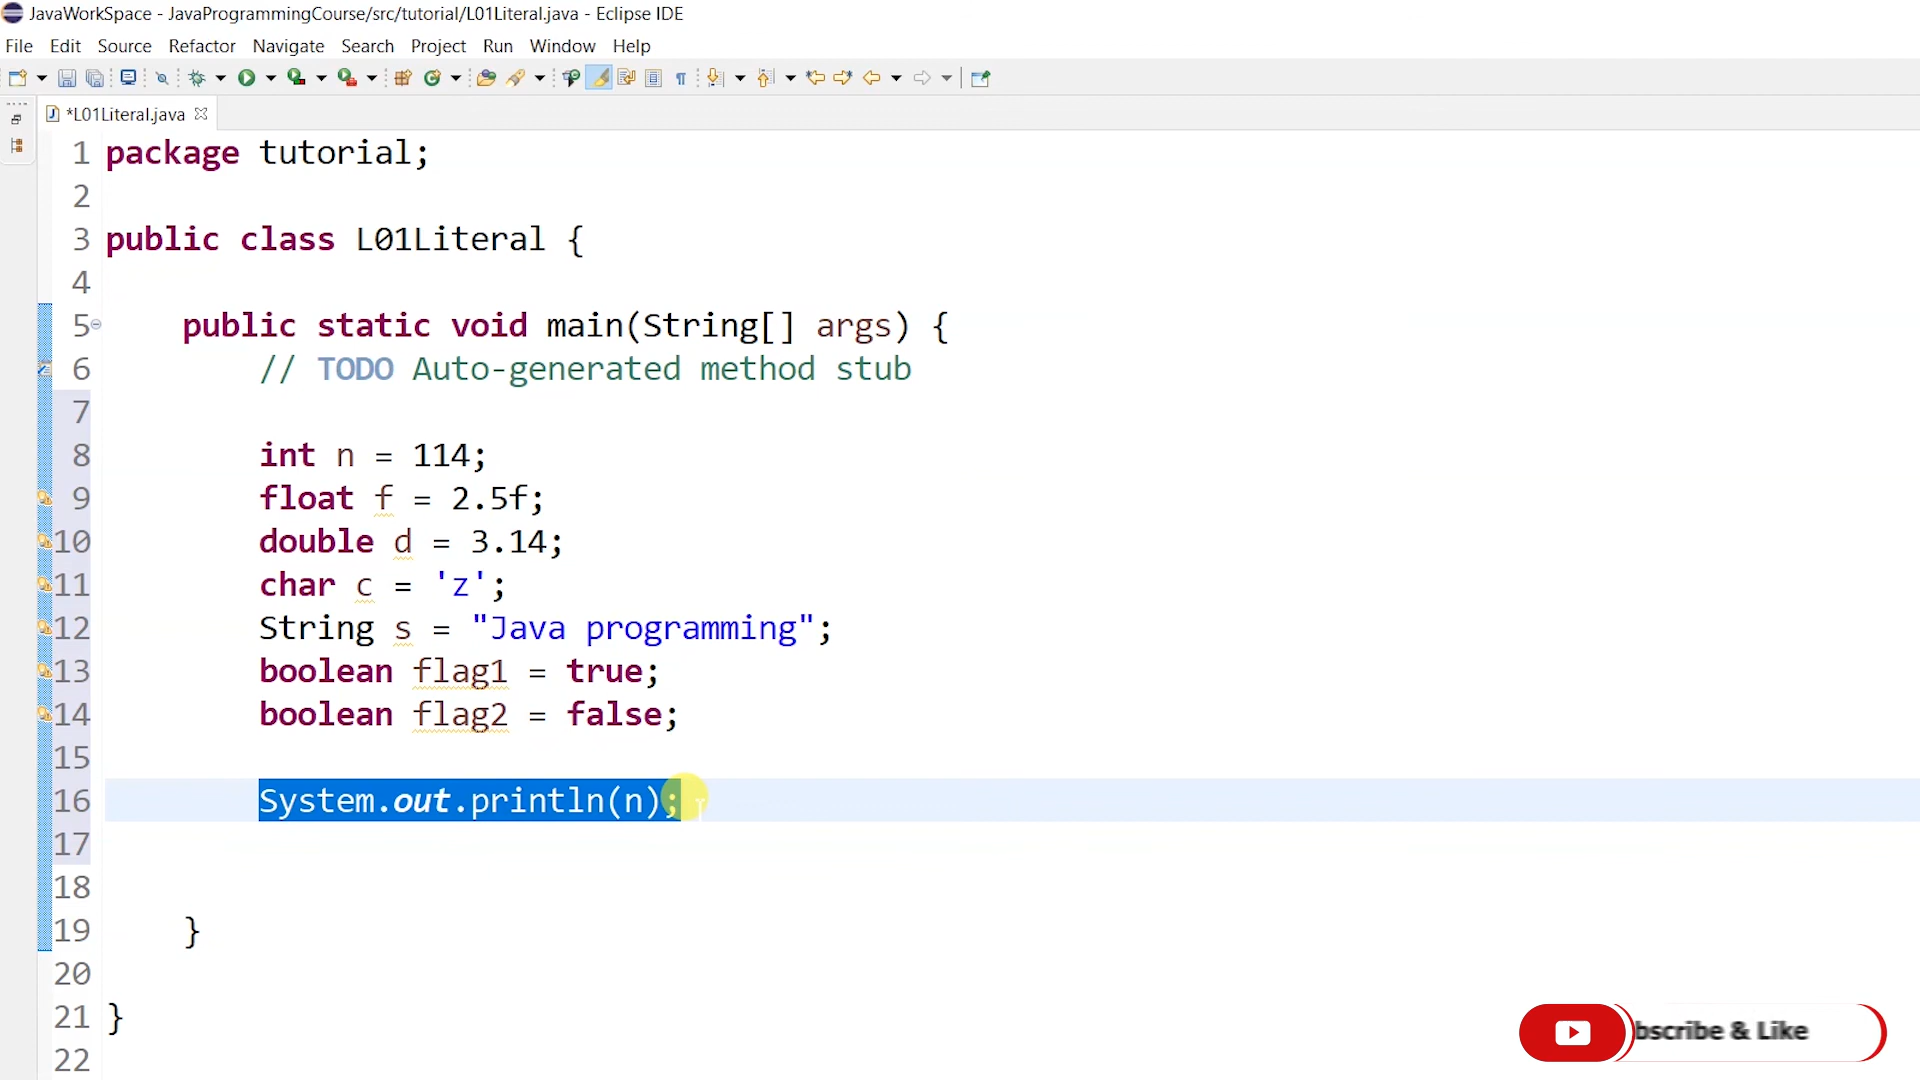 JavaWorkSpace - JavaProgrammingCourse/src/tutorial/L01Literal.java - Eclipse IDE
File Edit Source Refactor Navigate Search Project Run Window Help
*L01Literal.java
1 package tutorial;
2
3 public class L01Literal {
4
5 public static void main(String[] args) {
6 // TODO Auto-generated method stub
7
8 int n = 114;
9 float f = 2.5f;
10 double d = 3.14;
11 char c = 'z';
12 String s = "Java programming";
13 boolean flag1 = true;
14 boolean flag2 = false;
15
16 System.out.println(n);
17
18
19 }
20
21 }
22
bscribe & Like